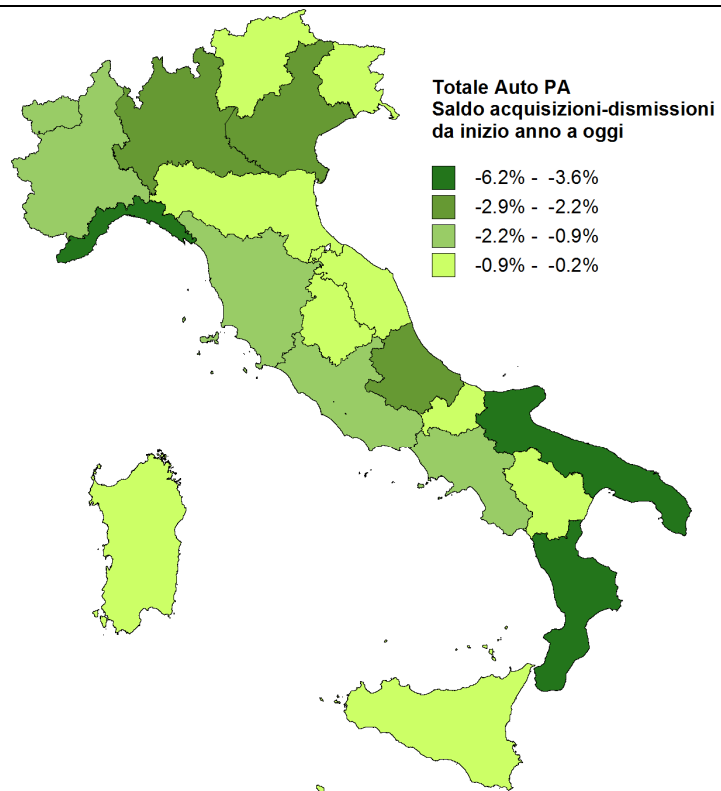 Totale Auto PA
Saldo acquisizioni-dismissioni
da inizio anno a oggi
-6.2% - -3.6%
-2.9% - -2.2%
-2.2% - -0.9%
-0.9% - -0.2%